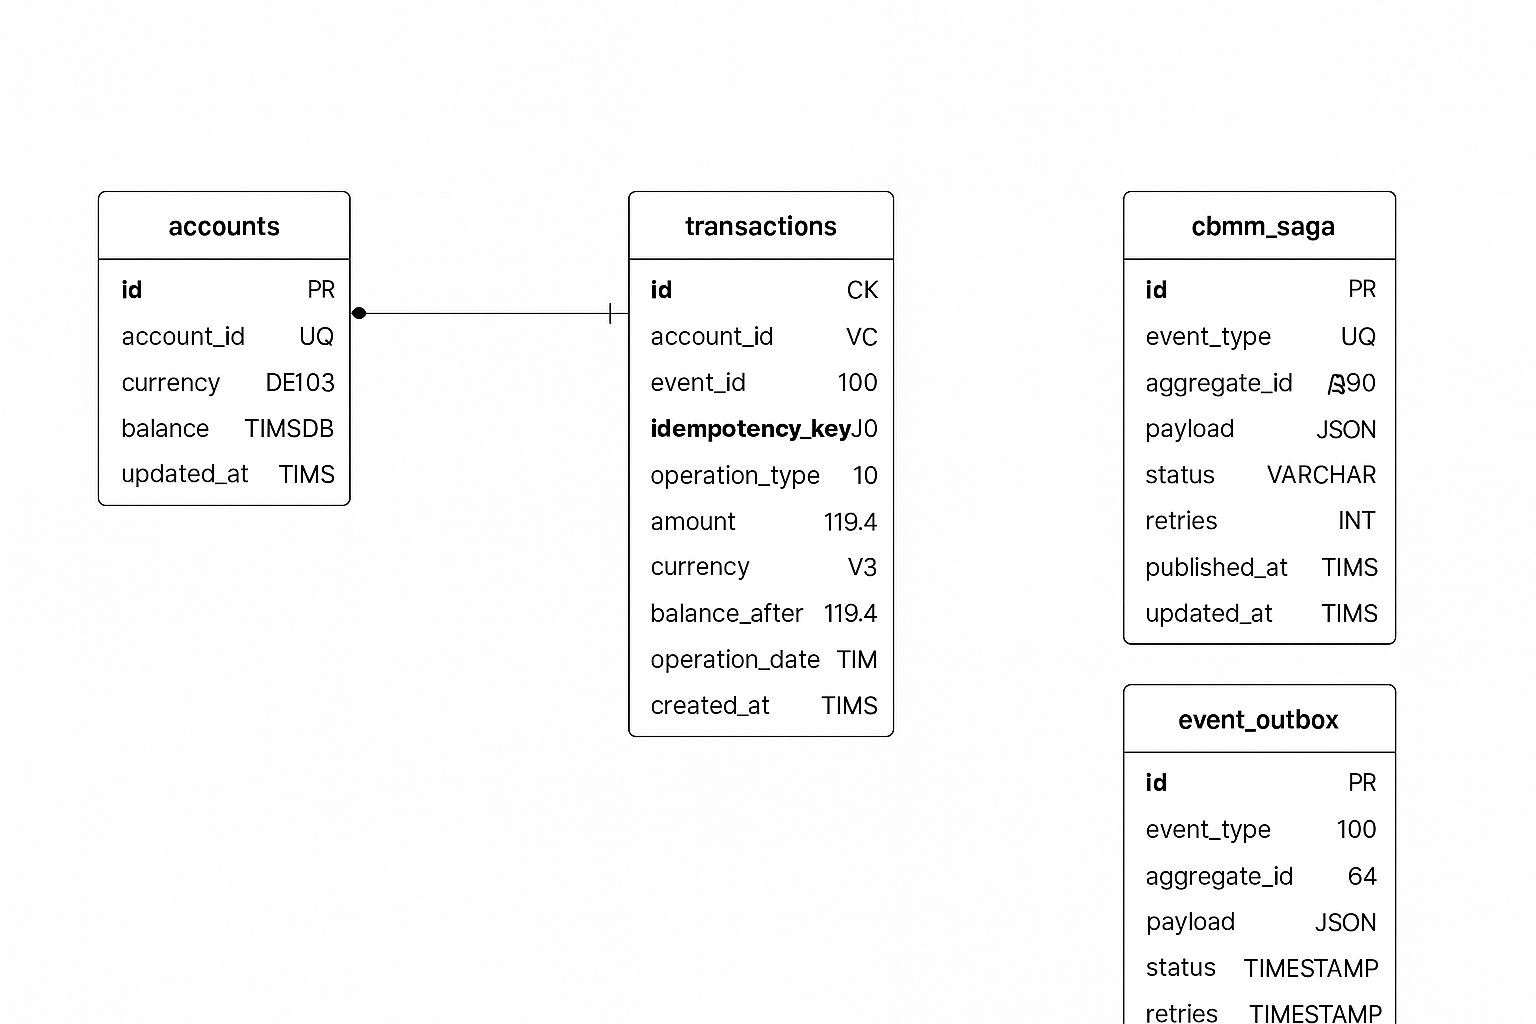 accounts
id PR
account_id UQ
currency DE103
balance TIMSDB
updated_at TIMS
transactions
id CK
account_id VC
event_id 100
idempotency_key J0
operation_type 10
amount 119.4
currency V3
balance_after 119.4
operation_date TIM
created_at TIMS
cbmm_saga
id PR
event_type UQ
aggregate_id 90
payload JSON
status VARCHAR
retries INT
published_at TIMS
updated_at TIMS
event_outbox
id PR
event_type 100
aggregate_id 64
payload JSON
status TIMESTAMP
retries TIMESTAMP